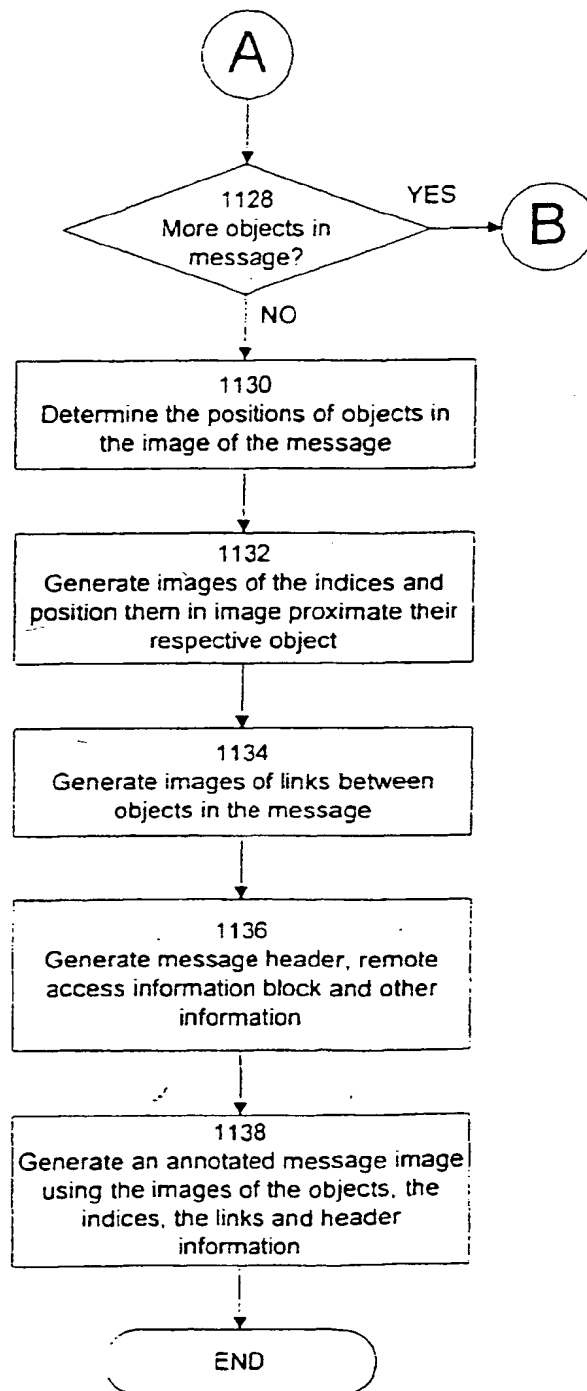 A
1128
More objects in
message?
YES
B
NO
1130
Determine the positions of objects in
the image of the message
1132
Generate images of the indices and
position them in image proximate their
respective object
1134
Generate images of links between
objects in the message
1136
Generate message header, remote
access information block and other
information
1138
Generate an annotated message image
using the images of the objects, the
indices, the links and header
information
END